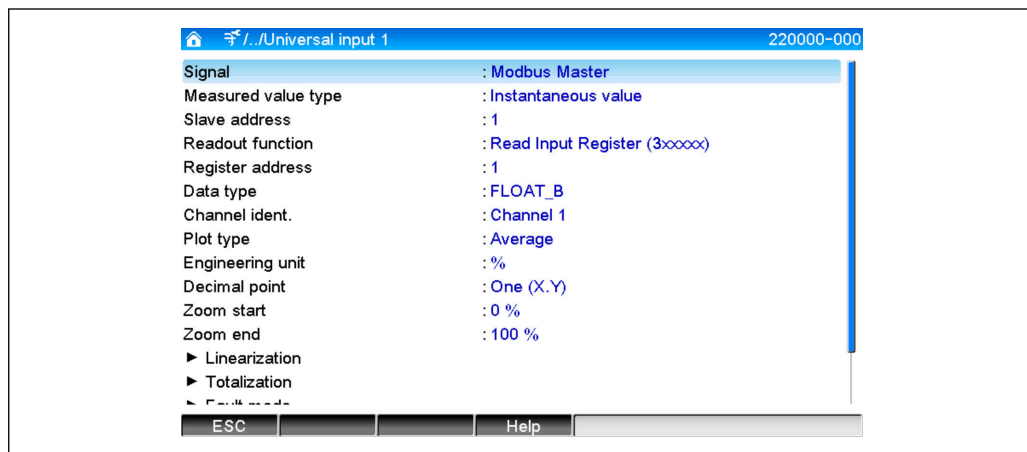 /../Universal input 1 220000-000
Signal : Modbus Master
Measured value type : Instantaneous value
Slave address : 1
Readout function : Read Input Register (3xxxxx)
Register address : 1
Data type : FLOAT_B
Channel ident. : Channel 1
Plot type : Average
Engineering unit : %
Decimal point : One (X.Y)
Zoom start : 0 %
Zoom end : 100 %
► Linearization
► Totalization
► Fault mode
ESC Help